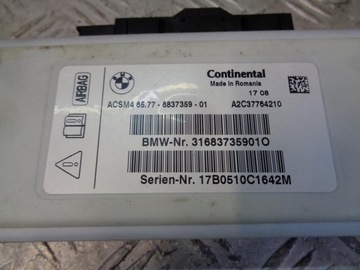 AIRBAG
BMW
Continental
Made in Romania
17 08
ACSM4 65.77 - 6837359 - 01 A2C37764210
BMW-Nr. 31683735901O
Serien-Nr. 17B0510C1642M